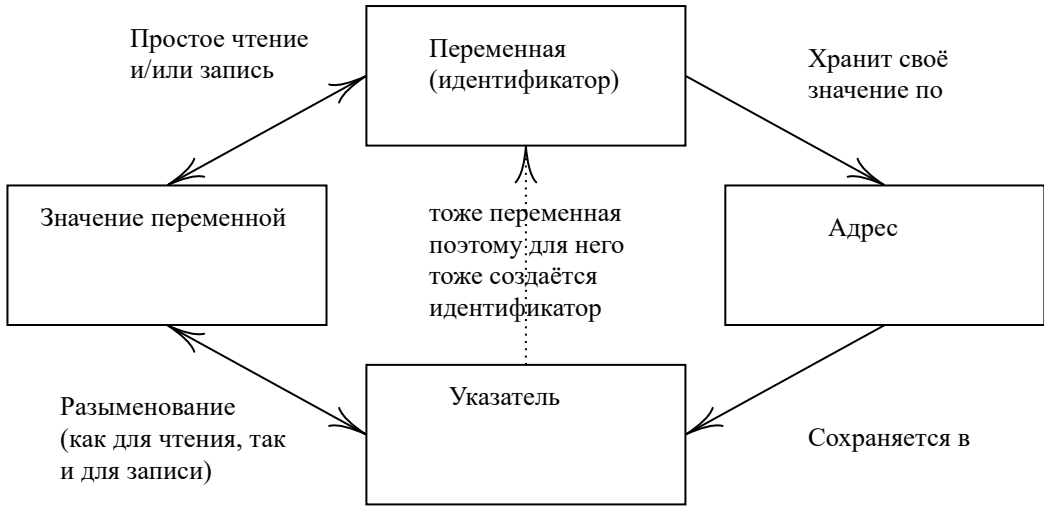 Простое чтение
и/или запись
Переменная
(идентификатор)
Хранит своё
значение по
Значение переменной
тоже переменная
поэтому для него
тоже создаётся
идентификатор
Адрес
Разыменование
(как для чтения, так
и для записи)
Указатель
Сохраняется в